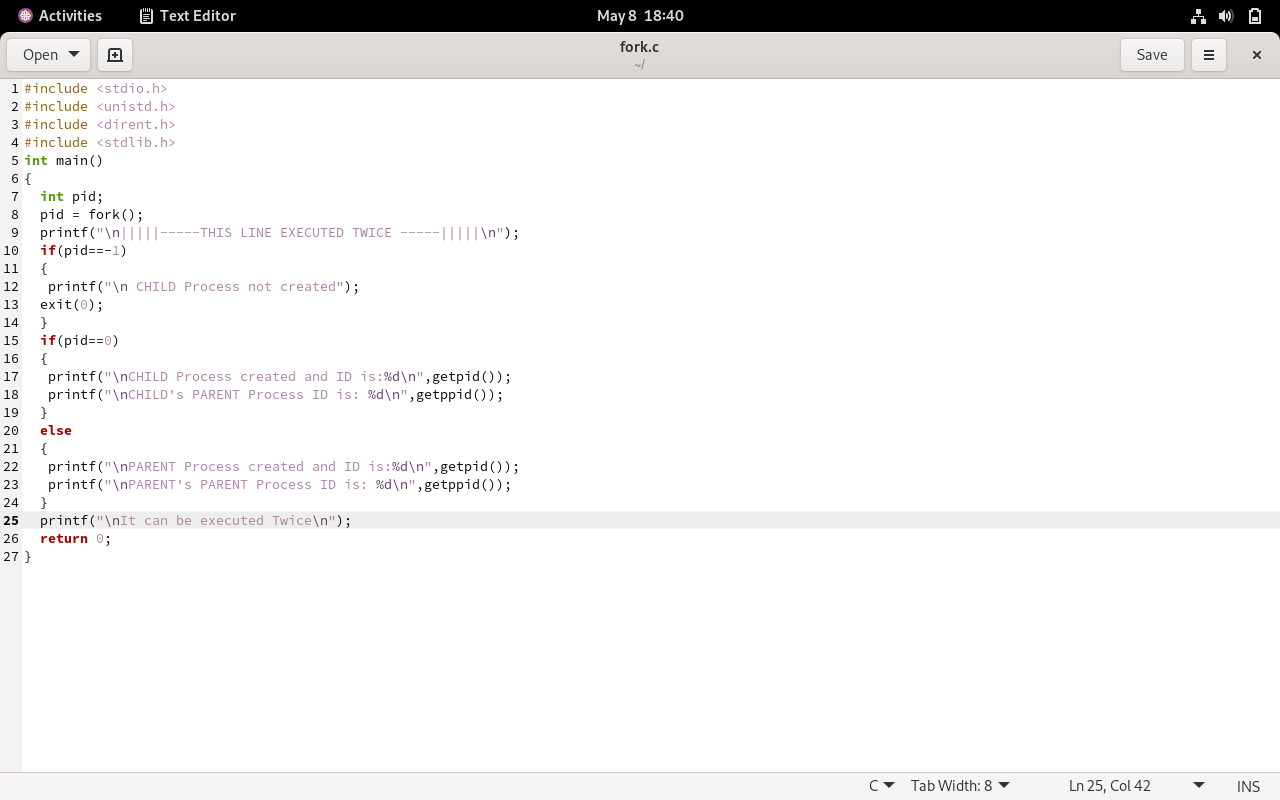 Activities Text Editor May 8 18:40
Open fork.c Save
~/
1 #include <stdio.h>
2 #include <unistd.h>
3 #include <dirent.h>
4 #include <stdlib.h>
5 int main()
6 {
7   int pid;
8   pid = fork();
9   printf("\n|||||-----THIS LINE EXECUTED TWICE -----|||||\n");
10   if(pid==-1)
11   {
12    printf("\n CHILD Process not created");
13   exit(0);
14   }
15   if(pid==0)
16   {
17    printf("\nCHILD Process created and ID is:%d\n",getpid());
18    printf("\nCHILD's PARENT Process ID is: %d\n",getppid());
19   }
20   else
21   {
22    printf("\nPARENT Process created and ID is:%d\n",getpid());
23    printf("\nPARENT's PARENT Process ID is: %d\n",getppid());
24   }
25   printf("\nIt can be executed Twice\n");
26   return 0;
27 }
C Tab Width: 8 Ln 25, Col 42 INS